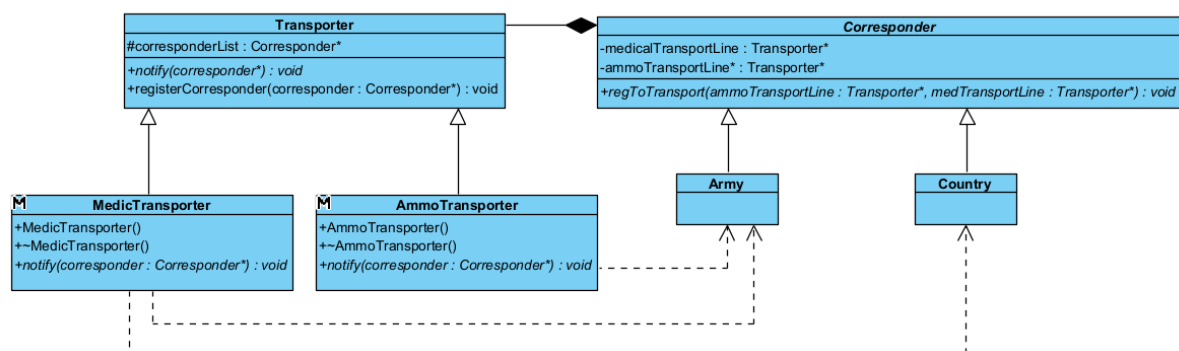 Transporter
#corresponderList : Corresponder*
+notify(corresponder*) : void
+registerCorresponder(corresponder : Corresponder*) : void
Corresponder
-medicalTransportLine : Transporter*
-ammoTransportLine* : Transporter*
+regToTransport(ammoTransportLine : Transporter*, medTransportLine : Transporter*) : void
M
MedicTransporter
+MedicTransporter()
+~MedicTransporter()
+notify(corresponder : Corresponder*) : void
M
AmmoTransporter
+AmmoTransporter()
+~AmmoTransporter()
+notify(corresponder : Corresponder*) : void
Army
Country